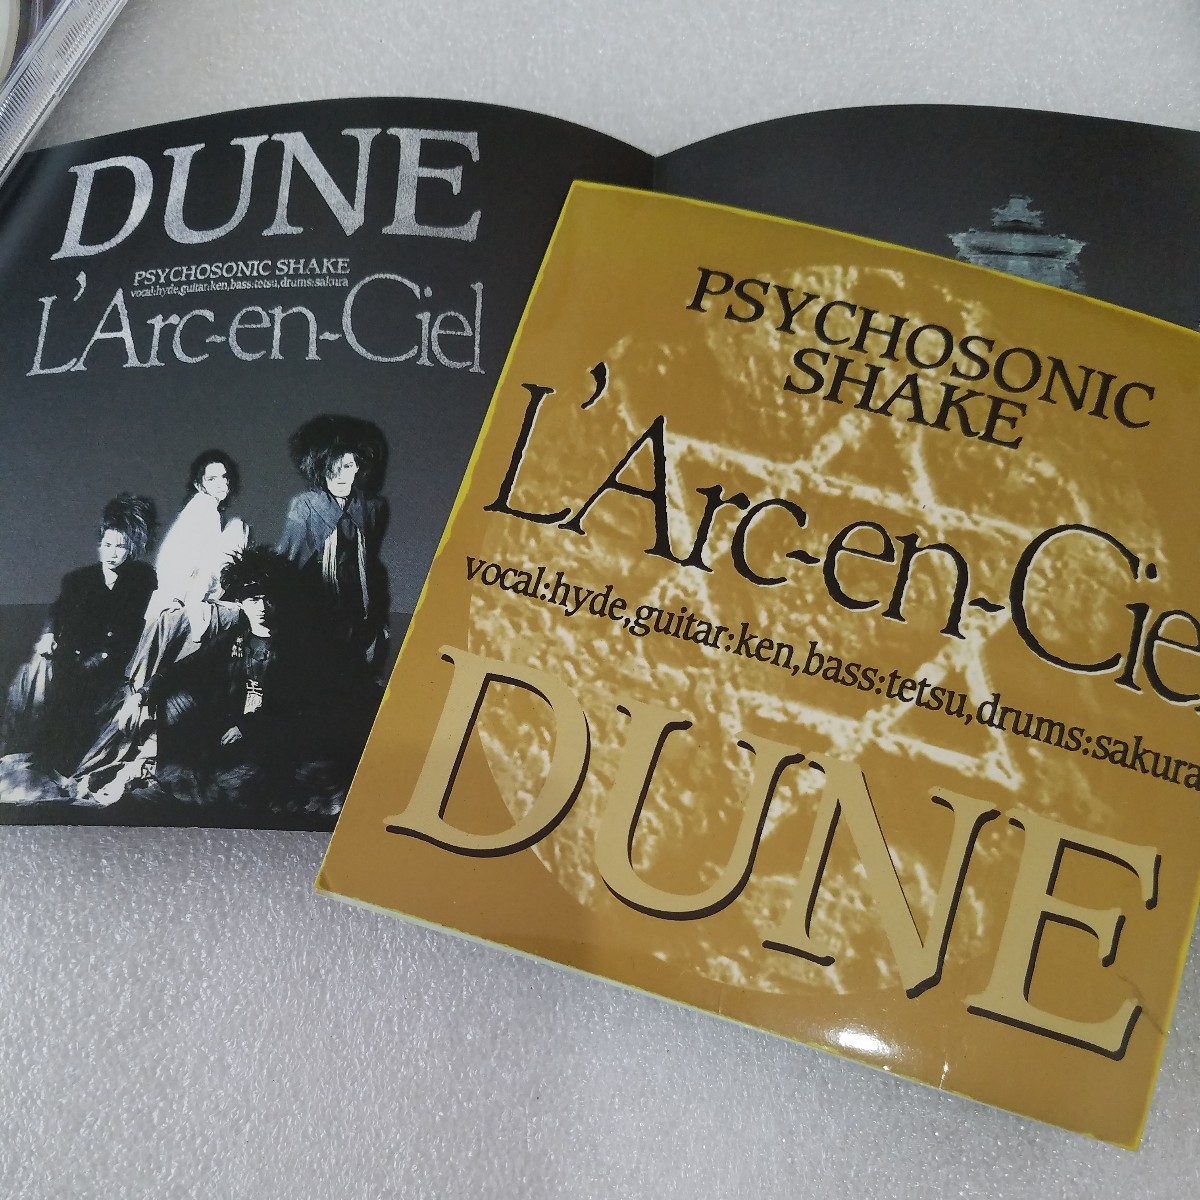 DUNE
PSYCHOSONIC SHAKE
vocal:hyde,guitar:ken,bass:tetsu,drums:sakura
L'Arc-en-Ciel
PSYCHOSONIC
SHAKE
L'Arc-en-Ciel
vocal:hyde,guitar:ken,bass:tetsu,drums:sakura
DUNE